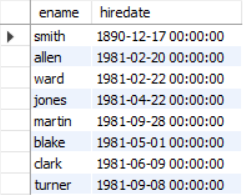 ename hiredate
smith 1890-12-17 00:00:00
allen 1981-02-20 00:00:00
ward 1981-02-22 00:00:00
jones 1981-04-22 00:00:00
martin 1981-09-28 00:00:00
blake 1981-05-01 00:00:00
clark 1981-06-09 00:00:00
turner 1981-09-08 00:00:00